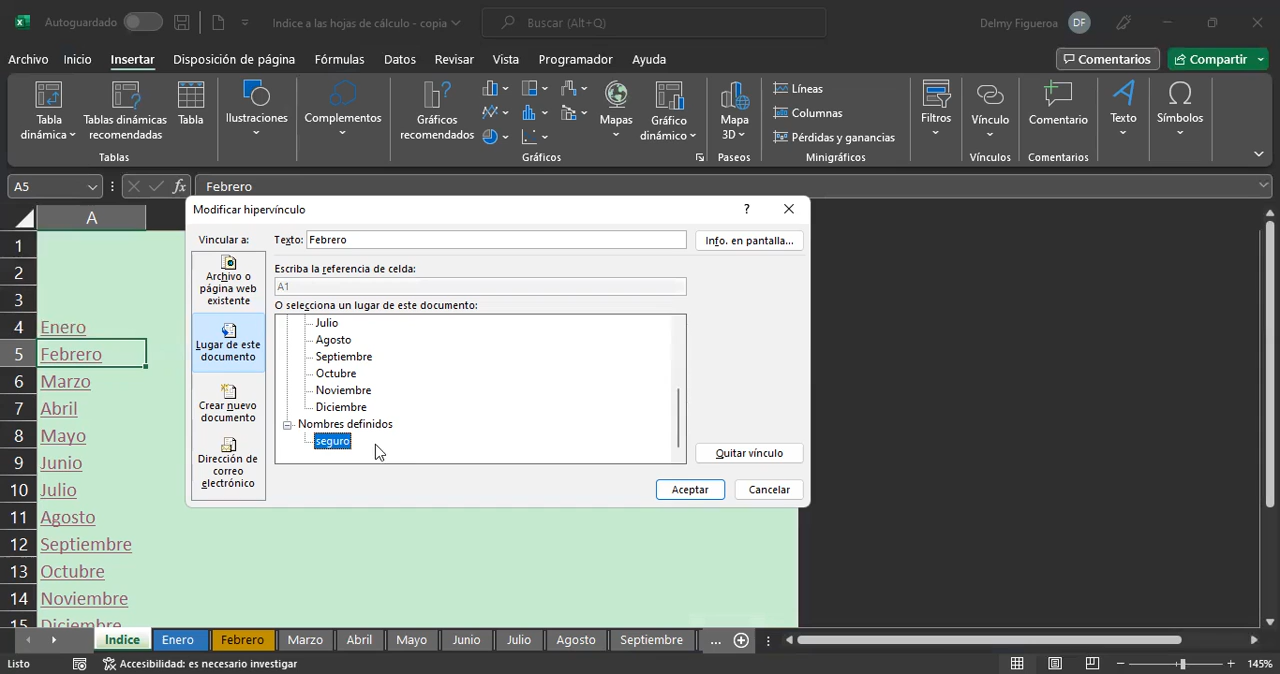 Autoguardado
Indice a las hojas de cálculo - copia
Buscar (Alt+Q)
Delmy Figueroa
DF
Archivo Inicio Insertar Disposición de página Fórmulas Datos Revisar Vista Programador Ayuda
Comentarios
Compartir
Tabla dinámica
Tablas dinámicas recomendadas
Tabla
Tablas
Ilustraciones
Complementos
Gráficos recomendados
Mapas
Gráfico dinámico
Gráficos
Mapa 3D
Paseos
Líneas
Columnas
Pérdidas y ganancias
Minigráficos
Filtros
Vínculo
Vínculos
Comentario
Comentarios
Texto
Símbolos
A5
fx
Febrero
A
Modificar hipervínculo
?
Vincular a:
Texto: Febrero
Info. en pantalla...
Archivo o página web existente
Lugar de este documento
Crear nuevo documento
Dirección de correo electrónico
Escriba la referencia de celda:
A1
O selecciona un lugar de este documento:
Julio
Agosto
Septiembre
Octubre
Noviembre
Diciembre
Nombres definidos
seguro
Quitar vínculo
Aceptar
Cancelar
1
2
3
4 Enero
5 Febrero
6 Marzo
7 Abril
8 Mayo
9 Junio
10 Julio
11 Agosto
12 Septiembre
13 Octubre
14 Noviembre
15 Diciembre
Indice Enero Febrero Marzo Abril Mayo Junio Julio Agosto Septiembre ...
Listo
Accesibilidad: es necesario investigar
145%